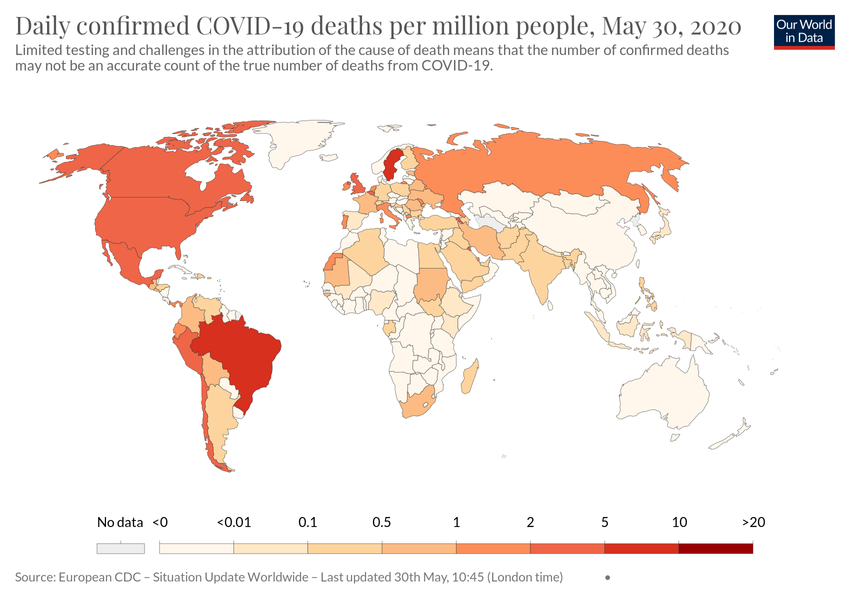 Daily confirmed COVID-19 deaths per million people, May 30, 2020
Our World
in Data
Limited testing and challenges in the attribution of the cause of death means that the number of confirmed deaths
may not be an accurate count of the true number of deaths from COVID-19.
No data <0 <0.01 0.1 0.5 1 2 5 10 >20
Source: European CDC – Situation Update Worldwide – Last updated 30th May, 10:45 (London time) •